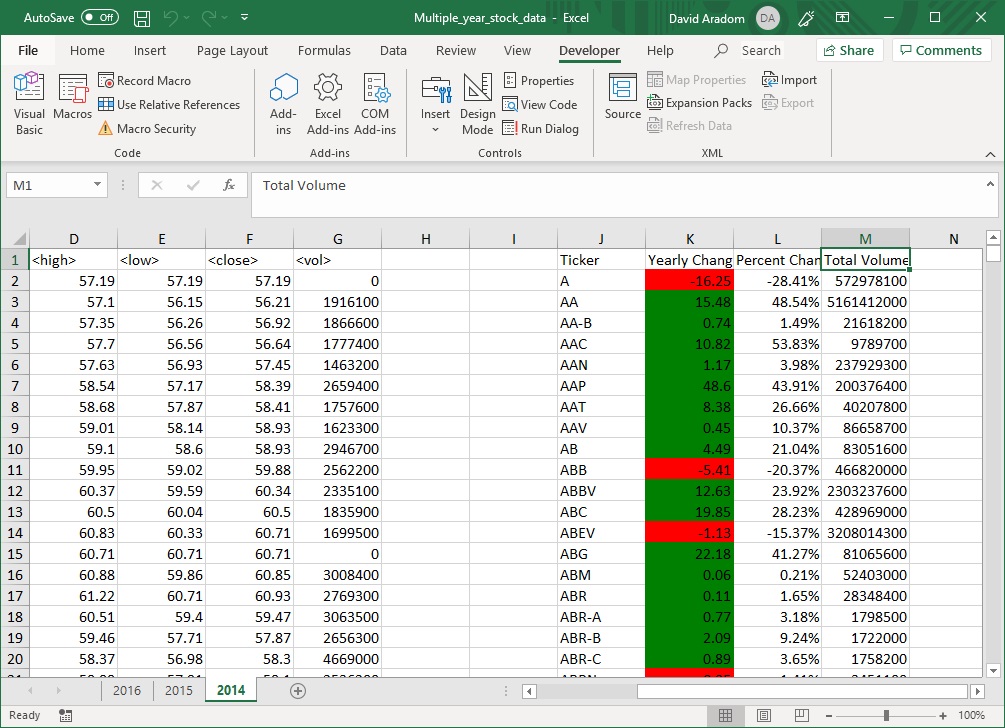 AutoSave Off Multiple_year_stock_data - Excel David Aradom DA
File Home Insert Page Layout Formulas Data Review View Developer Help Search Share Comments
Visual Basic Macros Record Macro Use Relative References Macro Security
Add-ins Excel Add-ins COM Add-ins
Insert Design Mode Properties View Code Run Dialog
Source Map Properties Expansion Packs Refresh Data Import Export
Code Add-ins Controls XML
M1 fx Total Volume
D E F G H I J K L M N
1 <high> <low> <close> <vol> Ticker Yearly Chang Percent Chan Total Volume
2 57.19 57.19 57.19 0 A -16.25 -28.41% 572978100
3 57.1 56.15 56.21 1916100 AA 15.48 48.54% 5161412000
4 57.35 56.26 56.92 1866600 AA-B 0.74 1.49% 21618200
5 57.7 56.56 56.64 1777400 AAC 10.82 53.83% 9789700
6 57.63 56.93 57.45 1463200 AAN 1.17 3.98% 237929300
7 58.54 57.17 58.39 2659400 AAP 48.6 43.91% 200376400
8 58.68 57.87 58.41 1757600 AAT 8.38 26.66% 40207800
9 59.01 58.14 58.93 1623300 AAV 0.45 10.37% 86658700
10 59.1 58.6 58.93 2946700 AB 4.49 21.04% 83051600
11 59.95 59.02 59.88 2562200 ABB -5.41 -20.37% 466820000
12 60.37 59.59 60.34 2335100 ABBV 12.63 23.92% 2303237600
13 60.5 60.04 60.5 1835900 ABC 19.85 28.23% 428969000
14 60.83 60.33 60.71 1699500 ABEV -1.13 -15.37% 3208014300
15 60.71 60.71 60.71 0 ABG 22.18 41.27% 81065600
16 60.88 59.86 60.85 3008400 ABM 0.06 0.21% 52403000
17 61.22 60.71 60.93 2769300 ABR 0.11 1.65% 28348400
18 60.51 59.4 59.47 3063500 ABR-A 0.77 3.18% 1798500
19 59.46 57.71 57.87 2656300 ABR-B 2.09 9.24% 1722000
20 58.37 56.98 58.3 4669000 ABR-C 0.89 3.65% 1758200
2016 2015 2014
Ready 100%